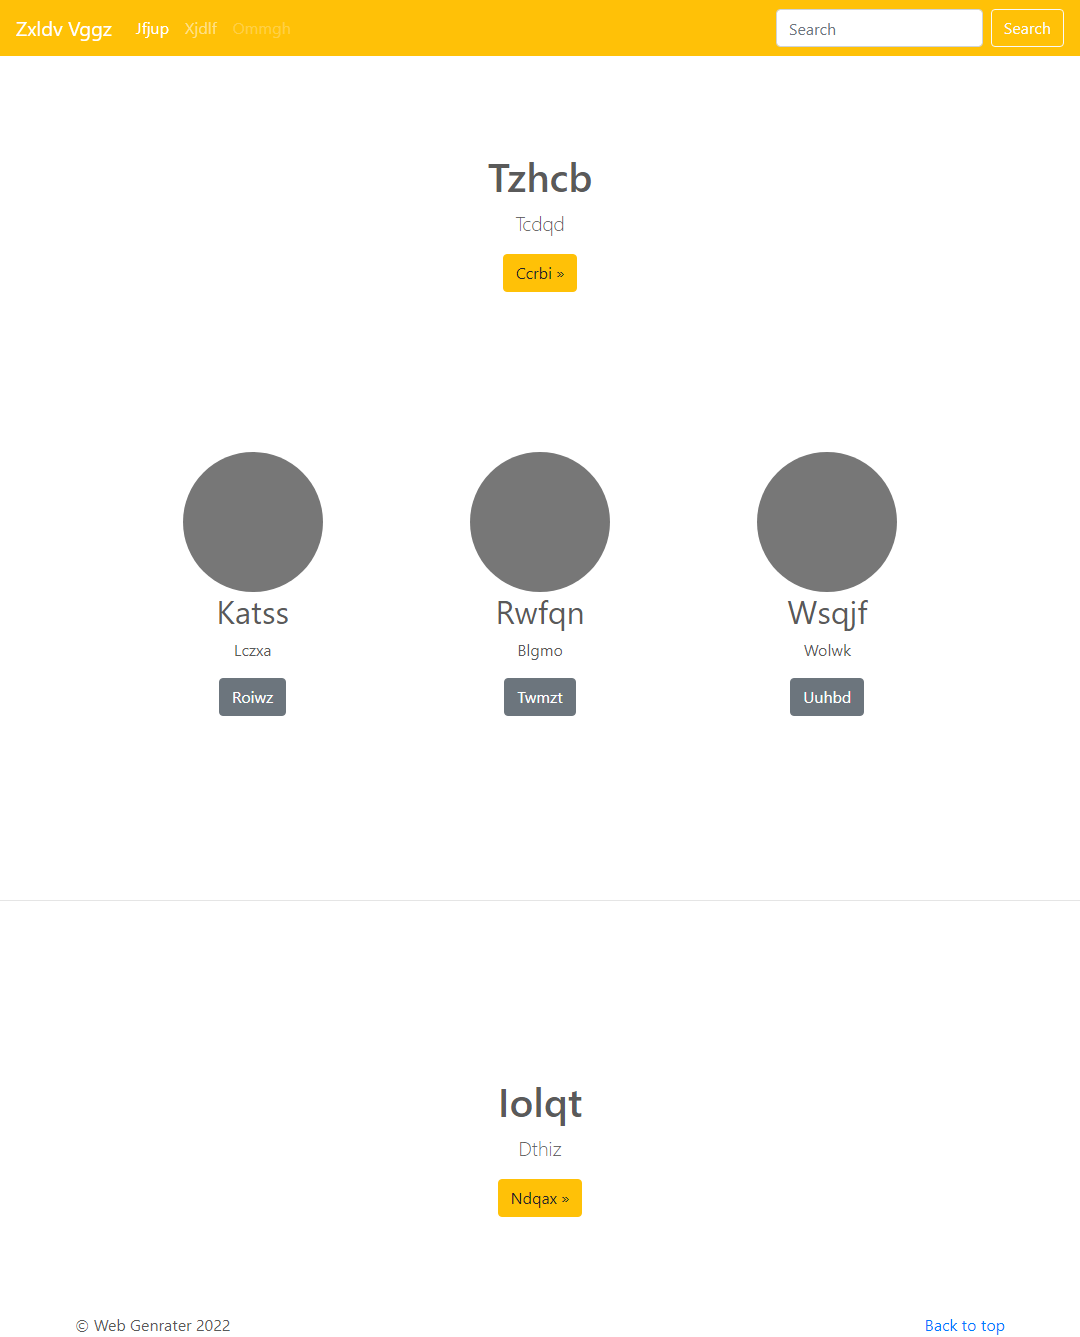 Zxldv Vggz Jfjup Xjdlf Ommgh Search Search
Tzhcb
Tcdqd
Ccrbi »
Katss Rwfqn Wsqjf
Lczxa Blgmo Wolwk
Roiwz Twmzt Uuhbd
Iolqt
Dthiz
Ndqax »
© Web Genrater 2022 Back to top